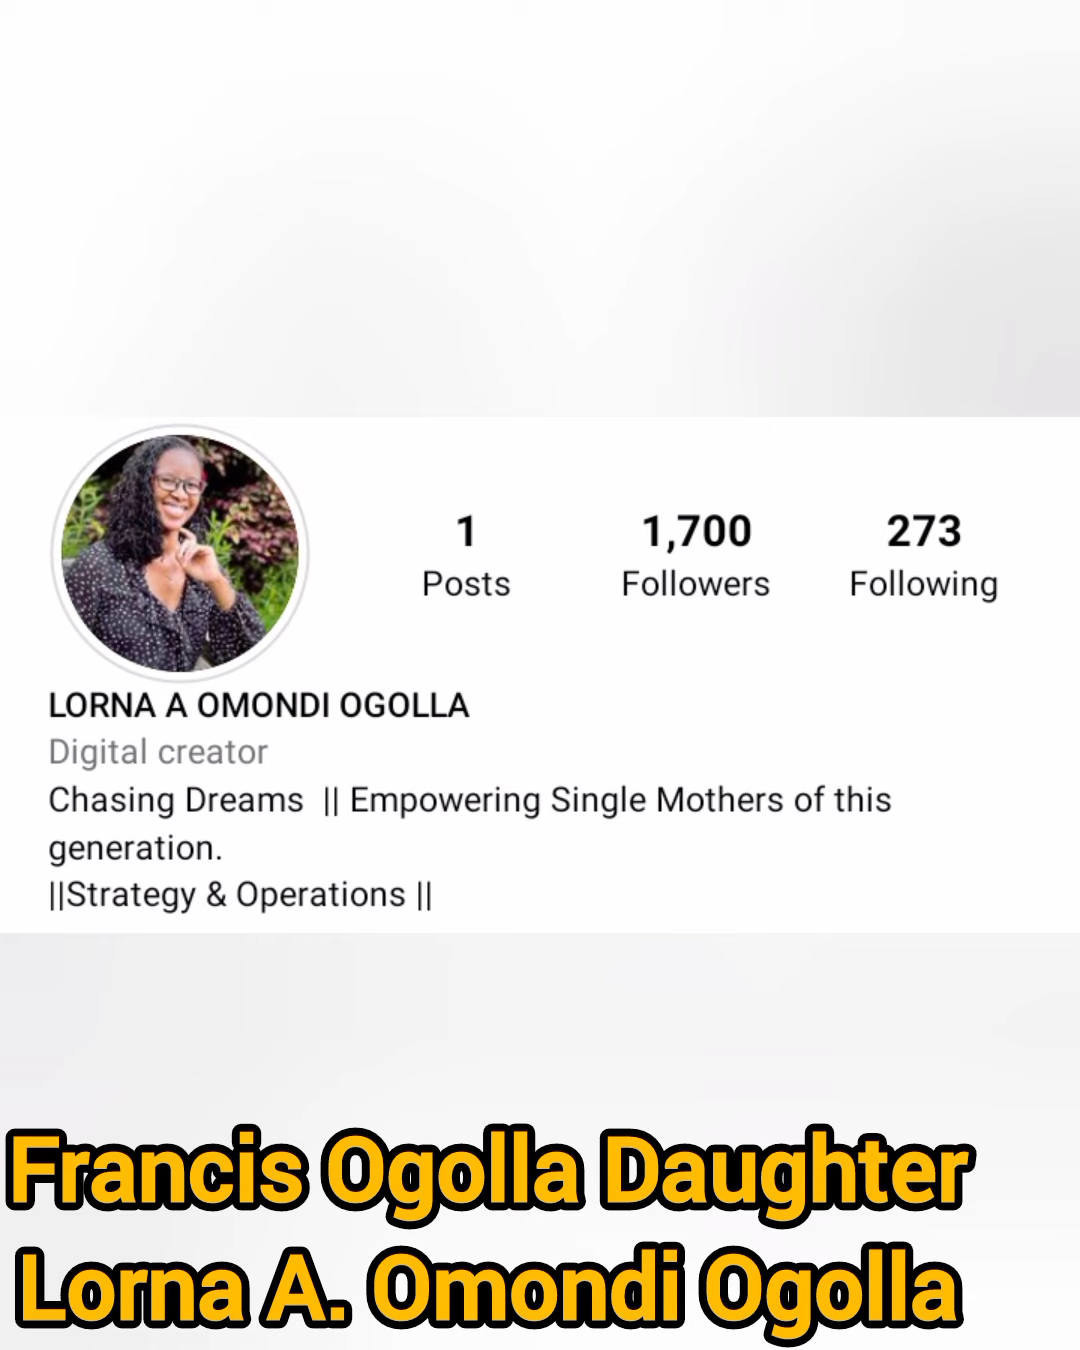 1
Posts
1,700
Followers
273
Following
LORNA A OMONDI OGOLLA
Digital creator
Chasing Dreams || Empowering Single Mothers of this
generation.
||Strategy & Operations ||
Francis Ogolla Daughter
Lorna A. Omondi Ogolla